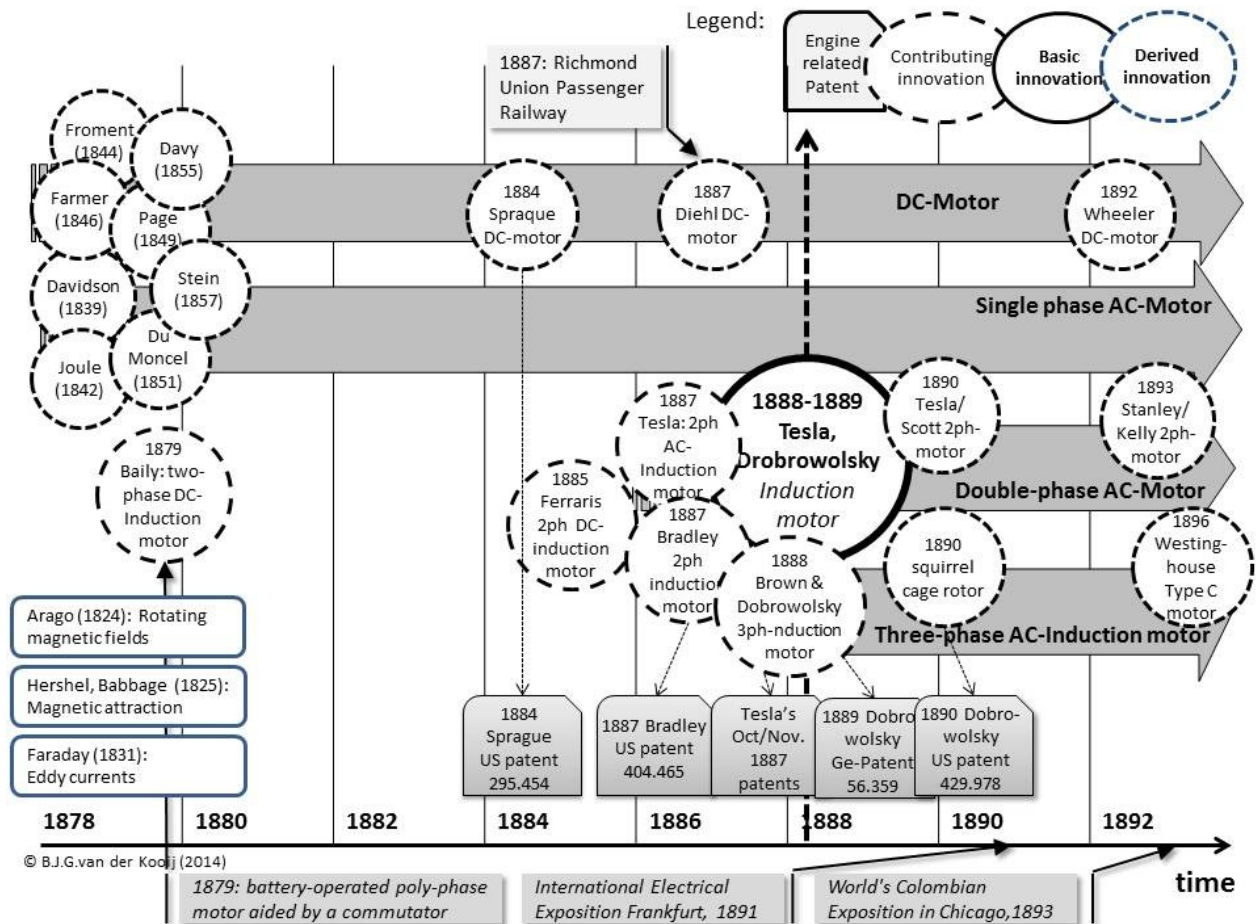 Legend:
Engine
related
Patent
Contributing
innovation
Basic
innovation
Derived
innovation
1887: Richmond
Union Passenger
Railway
Froment
(1844)
Davy
(1855)
Farmer
(1846)
Page
(1849)
Davidson
(1839)
Stein
(1857)
Joule
(1842)
Du
Moncel
(1851)
1884
Spraque
DC-motor
1887
Diehl DC-
motor
DC-Motor
1892
Wheeler
DC-motor
Single phase AC-Motor
1879
Baily: two-
phase DC-
Induction
motor
1885
Ferraris
2ph DC-
induction
motor
1887
Tesla: 2ph
AC-
Induction
motor
1887
Bradley
2ph
induction
motor
1888-1889
Tesla,
Drobrowolsky
Induction
motor
1888
Brown &
Dobrowolsky
3ph-nduction
motor
1890
Tesla/
Scott 2ph-
motor
1893
Stanley/
Kelly 2ph-
motor
Double-phase AC-Motor
1890
squirrel
cage rotor
1896
Westing-
house
Type C
motor
Three-phase AC-Induction motor
Arago (1824): Rotating
magnetic fields
Hershel, Babbage (1825):
Magnetic attraction
Faraday (1831):
Eddy currents
1884
Sprague
US patent
295.454
1887 Bradley
US patent
404.465
Tesla's
Oct/Nov.
1887
patents
1889 Dobro-
wolsky
Ge-Patent
56.359
1890 Dobro-
wolsky
US patent
429.978
1878 1880 1882 1884 1886 1888 1890 1892
time
© B.J.G.van der Kooij (2014)
1879: battery-operated poly-phase
motor aided by a commutator
International Electrical
Exposition Frankfurt, 1891
World's Colombian
Exposition in Chicago,1893